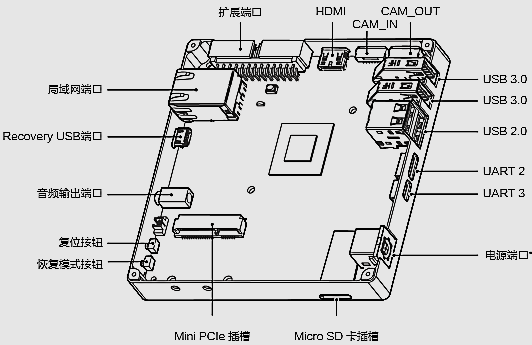 扩展端口
HDMI
CAM_IN
CAM_OUT
局域网端口
USB 3.0
USB 3.0
Recovery USB端口
USB 2.0
UART 2
音频输出端口
UART 3
复位按钮
电源端口
恢复模式按钮
Mini PCIe 插槽
Micro SD 卡插槽